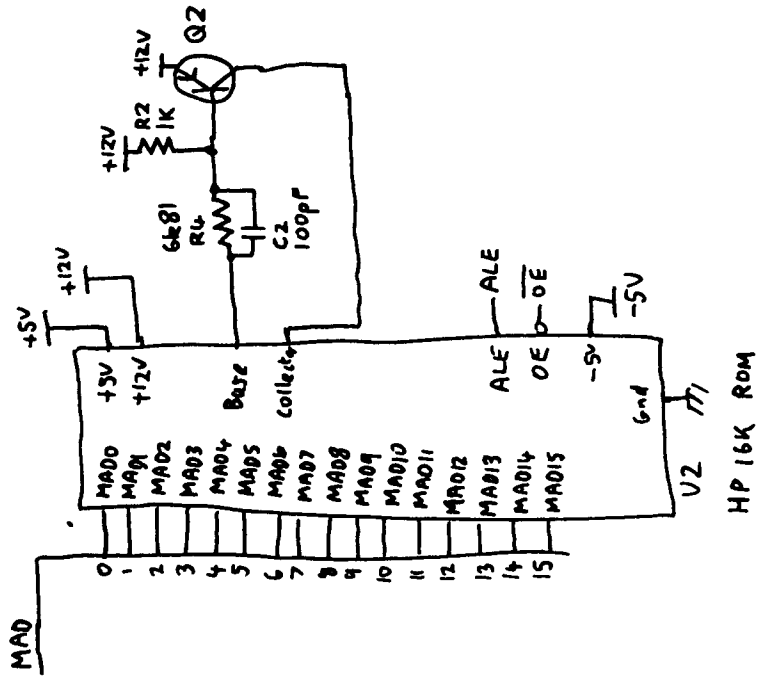 MAD
0
1
2
3
4
5
6
7
8
9
10
11
12
13
14
15
MAD0
MAD1
MAD2
MAD3
MAD4
MAD5
MAD6
MAD7
MAD8
MAD9
MAD10
MAD11
MAD12
MAD13
MAD14
MAD15
+5V
+12V
Base
Collector
ALE
OE
-5V
Gnd
+5V
+12V
6k81
R4
C2
100pF
+12V
R2
1K
+12V
Q2
ALE
OE
-5V
U2
HP 16K ROM